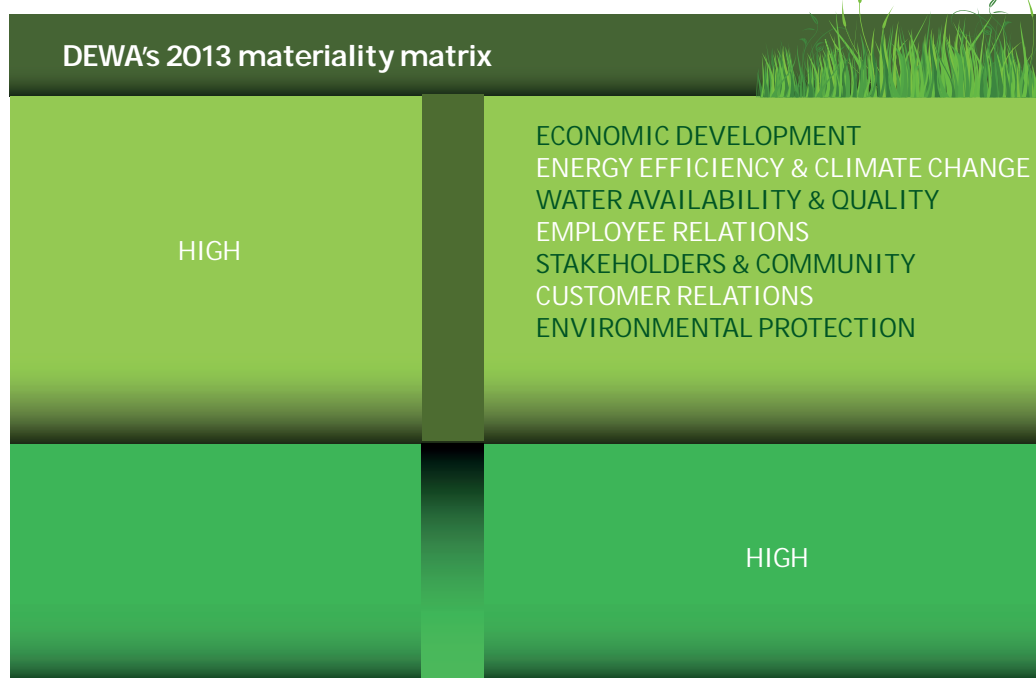 DEWA's 2013 materiality matrix
HIGH
ECONOMIC DEVELOPMENT
ENERGY EFFICIENCY & CLIMATE CHANGE
WATER AVAILABILITY & QUALITY
EMPLOYEE RELATIONS
STAKEHOLDERS & COMMUNITY
CUSTOMER RELATIONS
ENVIRONMENTAL PROTECTION
HIGH